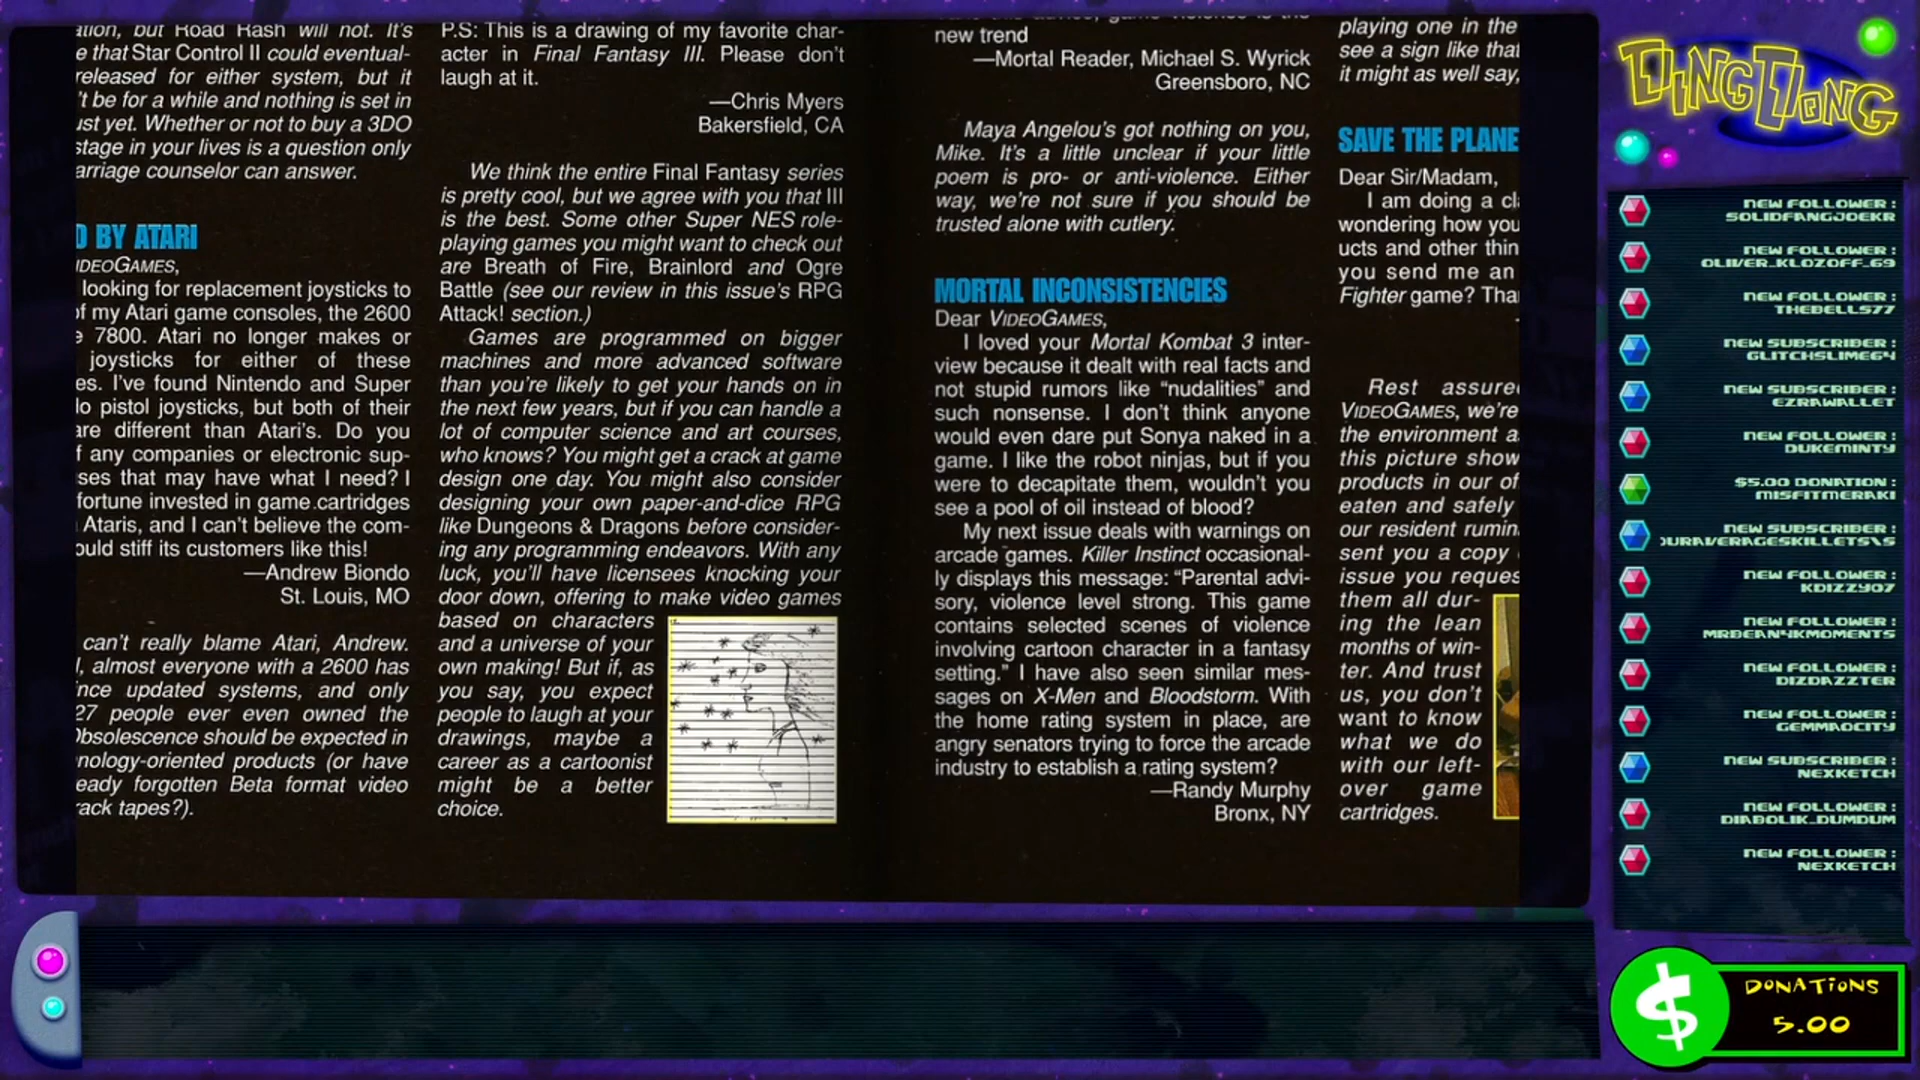 ation, but Road Rash will not. It's
e that Star Control II could eventual-
released for either system, but it
't be for a while and nothing is set in
ust yet. Whether or not to buy a 3DO
stage in your lives is a question only
arriage counselor can answer.
D BY ATARI
IDEOGAMES,
looking for replacement joysticks to
of my Atari game consoles, the 2600
e 7800. Atari no longer makes or
joysticks for either of these
es. I've found Nintendo and Super
do pistol joysticks, but both of their
are different than Atari's. Do you
f any companies or electronic sup-
ses that may have what I need? I
fortune invested in game cartridges
Ataris, and I can't believe the com-
ould stiff its customers like this!
—Andrew Biondo
St. Louis, MO
can't really blame Atari, Andrew.
l, almost everyone with a 2600 has
nce updated systems, and only
27 people ever even owned the
Obsolescence should be expected in
nology-oriented products (or have
eady forgotten Beta format video
rack tapes?).
P.S: This is a drawing of my favorite char-
acter in Final Fantasy III. Please don't
laugh at it.
—Chris Myers
Bakersfield, CA
We think the entire Final Fantasy series
is pretty cool, but we agree with you that III
is the best. Some other Super NES role-
playing games you might want to check out
are Breath of Fire, Brainlord and Ogre
Battle (see our review in this issue's RPG
Attack! section.)
Games are programmed on bigger
machines and more advanced software
than you're likely to get your hands on in
the next few years, but if you can handle a
lot of computer science and art courses,
who knows? You might get a crack at game
design one day. You might also consider
designing your own paper-and-dice RPG
like Dungeons & Dragons before consider-
ing any programming endeavors. With any
luck, you'll have licensees knocking your
door down, offering to make video games
based on characters
and a universe of your
own making! But if, as
you say, you expect
people to laugh at your
drawings, maybe a
career as a cartoonist
might be a better
choice.
new trend
—Mortal Reader, Michael S. Wyrick
Greensboro, NC
Maya Angelou's got nothing on you,
Mike. It's a little unclear if your little
poem is pro- or anti-violence. Either
way, we're not sure if you should be
trusted alone with cutlery.
MORTAL INCONSISTENCIES
Dear VIDEOGAMES,
I loved your Mortal Kombat 3 inter-
view because it dealt with real facts and
not stupid rumors like "nudalities" and
such nonsense. I don't think anyone
would even dare put Sonya naked in a
game. I like the robot ninjas, but if you
were to decapitate them, wouldn't you
see a pool of oil instead of blood?
My next issue deals with warnings on
arcade games. Killer Instinct occasional-
ly displays this message: "Parental advi-
sory, violence level strong. This game
contains selected scenes of violence
involving cartoon character in a fantasy
setting." I have also seen similar mes-
sages on X-Men and Bloodstorm. With
the home rating system in place, are
angry senators trying to force the arcade
industry to establish a rating system?
—Randy Murphy
Bronx, NY
playing one in the
see a sign like that
it might as well say,
SAVE THE PLANE
Dear Sir/Madam,
I am doing a cl
wondering how you
ucts and other thin
you send me an
Fighter game? Tha
Rest assured
VIDEOGAMES, we're
the environment a
this picture show
products in our of
eaten and safely
our resident rumin
sent you a copy
issue you reques
them all dur-
ing the lean
months of win-
ter. And trust
us, you don't
want to know
what we do
with our left-
over game
cartridges.
NEW FOLLOWER :
SOLIDFANGJOEKR
NEW FOLLOWER :
OLIVER_KLOZOFF_69
NEW FOLLOWER :
THEBELLS77
NEW SUBSCRIBER :
GLITCHSLIME64
NEW SUBSCRIBER :
EZRAWALLET
NEW FOLLOWER :
DUKEMINTY
$5.00 DONATION :
MISFITMERAKI
NEW SUBSCRIBER :
OURAVERAGESKILLETS\S
NEW FOLLOWER :
KDIZZY07
NEW FOLLOWER :
MRBEAN4KMOMENTS
NEW FOLLOWER :
DIZDAZZTER
NEW FOLLOWER :
GEMMAOCITY
NEW SUBSCRIBER :
NEXKETCH
NEW FOLLOWER :
DIABOLIK_DUMDUM
NEW FOLLOWER :
NEXKETCH
$
DONATIONS
5.00